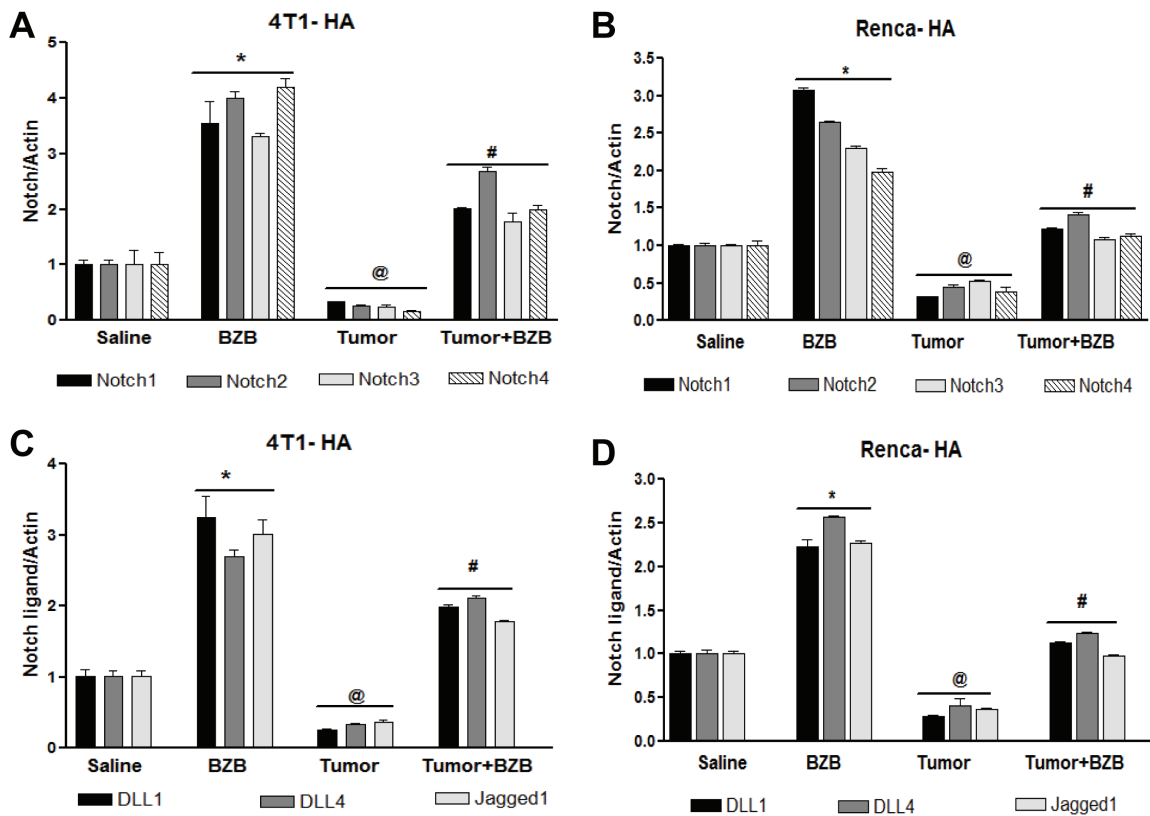 A
4T1- HA
Notch/Actin
5
4
3
2
1
0
*
@
#
Saline BZB Tumor Tumor+BZB
Notch1 Notch2 Notch3 Notch4
B
Renca- HA
Notch/Actin
3.5
3.0
2.5
2.0
1.5
1.0
0.5
0.0
*
@
#
Saline BZB Tumor Tumor+BZB
Notch1 Notch2 Notch3 Notch4
C
4T1- HA
Notch ligand/Actin
4
3
2
1
0
*
@
#
Saline BZB Tumor Tumor+BZB
DLL1 DLL4 Jagged1
D
Renca- HA
Notch ligand/Actin
3.0
2.5
2.0
1.5
1.0
0.5
0.0
*
@
#
Saline BZB Tumor Tumor+BZB
DLL1 DLL4 Jagged1